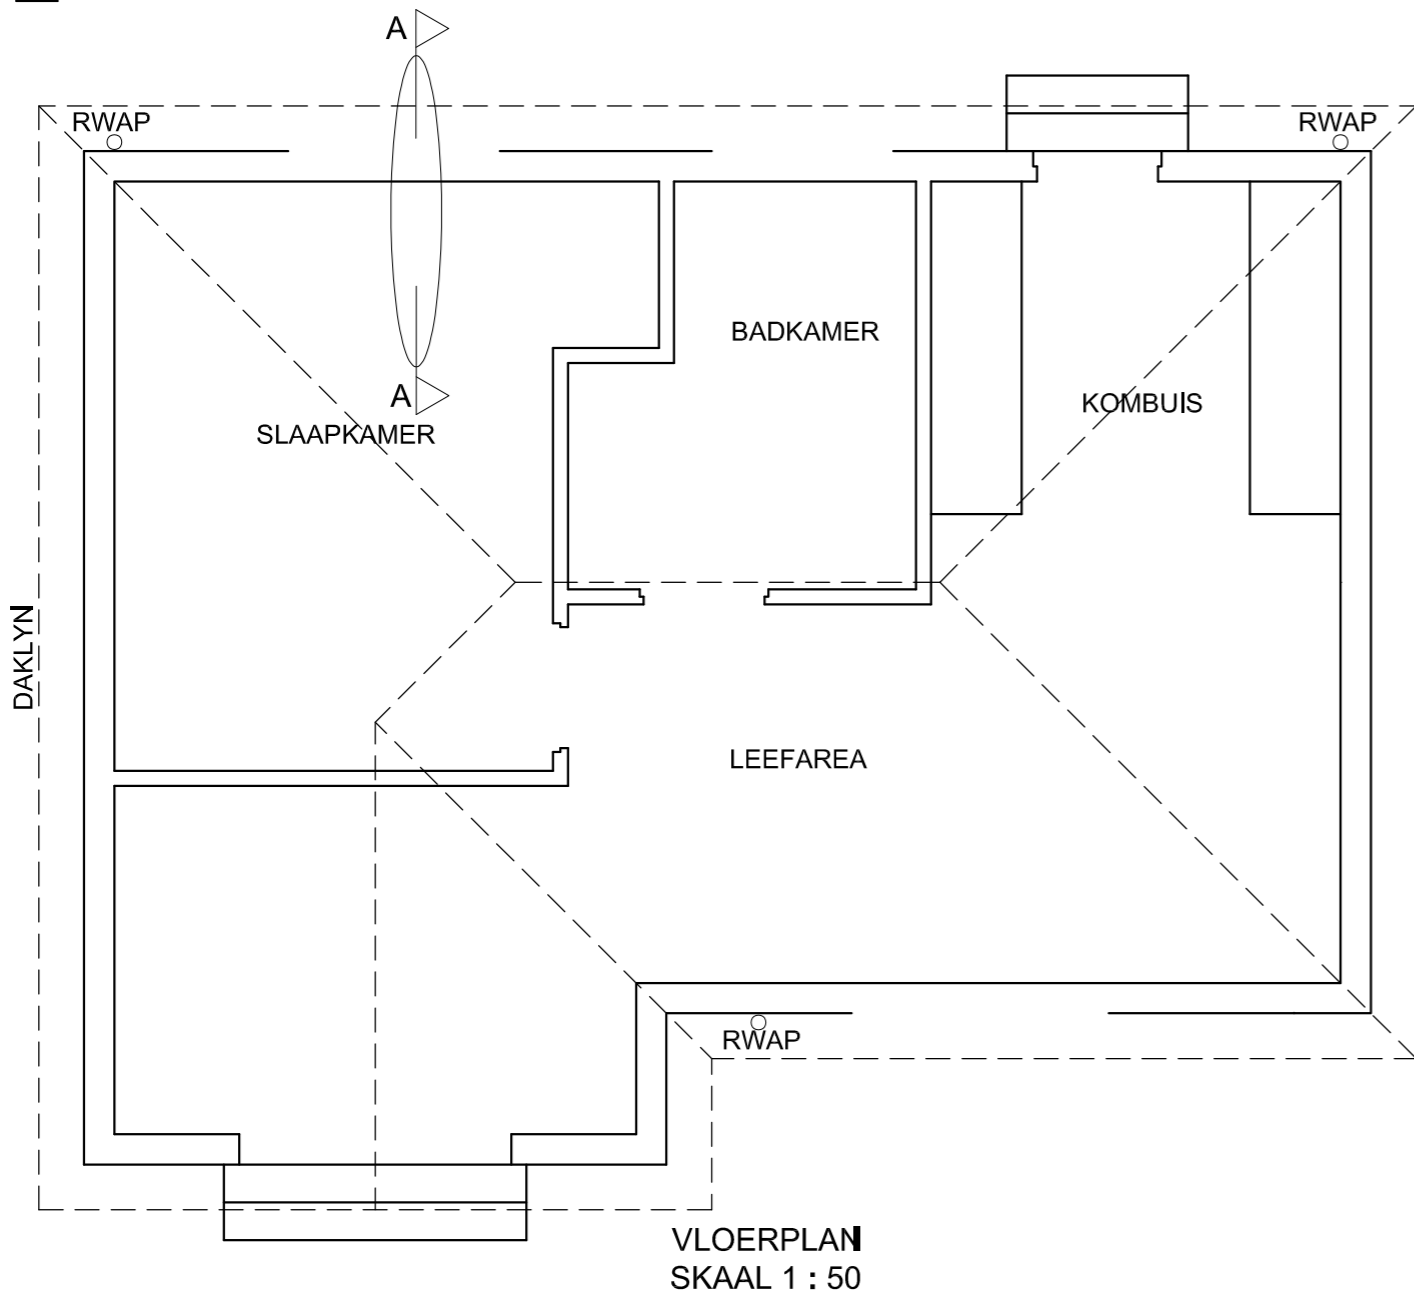 A
RWAP
RWAP
BADKAMER
A
KOMBUIS
SLAAPKAMER
DAKLYN
LEEFAREA
RWAP
VLOERPLAN
SKAAL 1 : 50